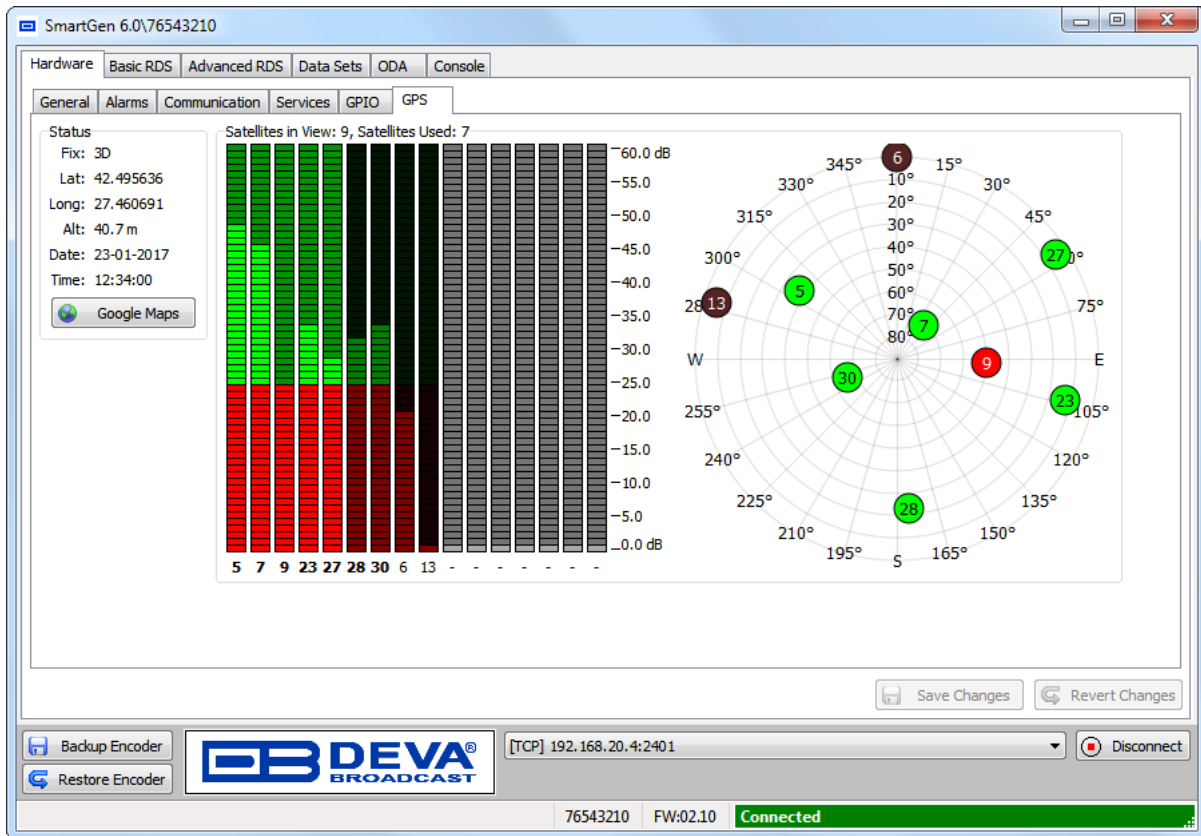 SmartGen 6.0\76543210
Hardware Basic RDS Advanced RDS Data Sets ODA Console
General Alarms Communication Services GPIO GPS
Status
Fix: 3D
Lat: 42.495636
Long: 27.460691
Alt: 40.7 m
Date: 23-01-2017
Time: 12:34:00
Google Maps
Satellites in View: 9, Satellites Used: 7
60.0 dB
55.0
50.0
45.0
40.0
35.0
30.0
25.0
20.0
15.0
10.0
5.0
0.0 dB
5 7 9 23 27 28 30 6 13 - - - - - - -
345° 6 15°
330° 10° 30°
20°
315° 30° 45°
40° 27 0°
300° 50°
5 60°
28 13 70° 7 75°
80°
W 9 E
30
255° 23 105°
240° 120°
225° 28 135°
210° 150°
195° S 165°
Save Changes Revert Changes
Backup Encoder
Restore Encoder
DEVA®
BROADCAST
[TCP] 192.168.20.4:2401
Disconnect
76543210 FW:02.10 Connected